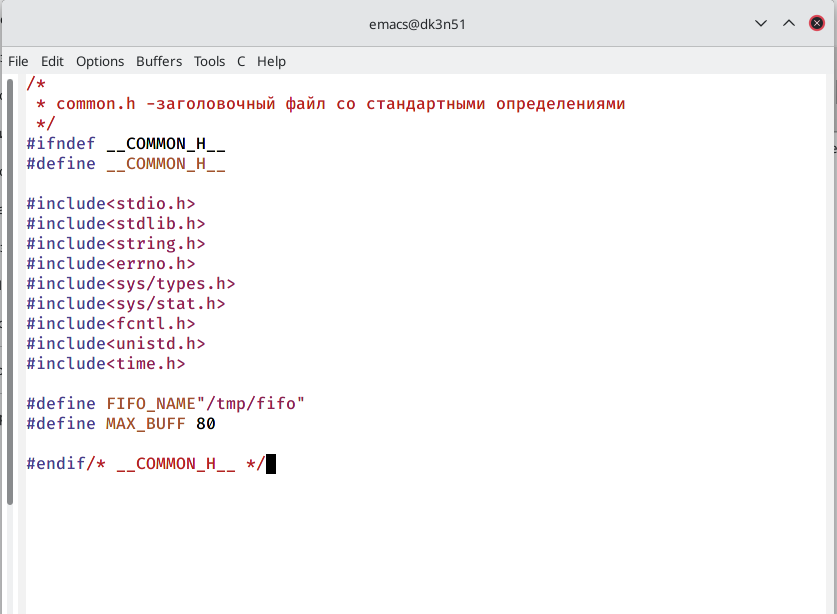 emacs@dk3n51
File Edit Options Buffers Tools C Help
/*
 * common.h -заголовочный файл со стандартными определениями
 */
#ifndef __COMMON_H__
#define __COMMON_H__

#include<stdio.h>
#include<stdlib.h>
#include<string.h>
#include<errno.h>
#include<sys/types.h>
#include<sys/stat.h>
#include<fcntl.h>
#include<unistd.h>
#include<time.h>

#define FIFO_NAME"/tmp/fifo"
#define MAX_BUFF 80

#endif/* __COMMON_H__ */